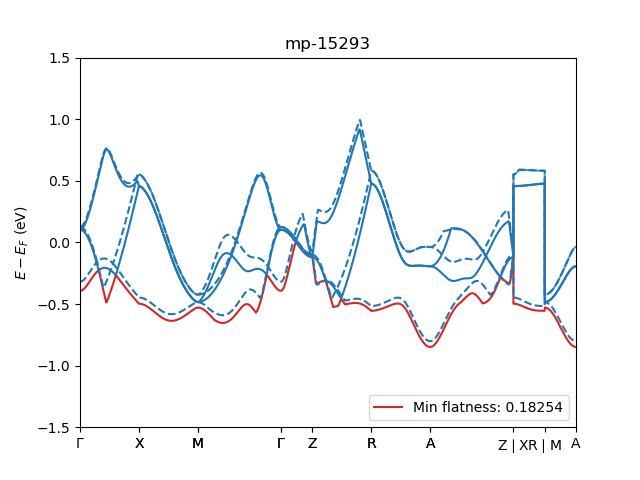 mp-15293
E − E_F (eV)
1.5
1.0
0.5
0.0
−0.5
−1.0
−1.5
Min flatness: 0.18254
Γ X M Γ Z R A Z | XR | M A